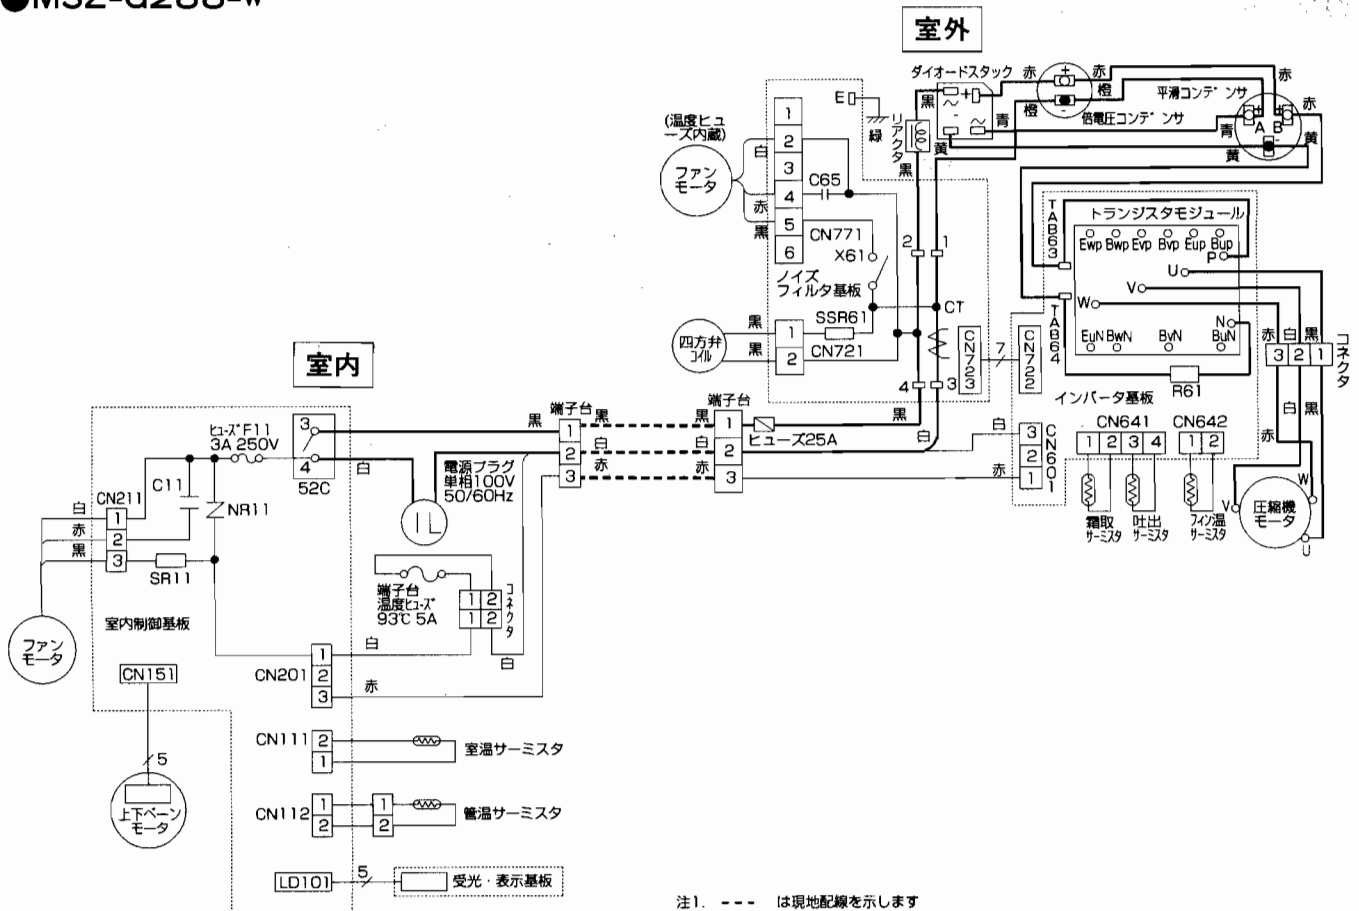 室外
ダイオードスタック
赤
+
赤
橙
橙
-
赤
平滑コンデンサ
倍電圧コンデンサ
赤
A
B
青
黄
黄
黒
+
~
-
~
青
黄
E
緑
リアクタ
黒
(温度ヒューズ内蔵)
ファンモータ
白
赤
黒
1
2
3
4
5
6
C65
CN771
X61
ノイズ
フィルタ基板
2
1
SSR61
CT
四方弁
コイル
黒
黒
1
2
CN721
CN723
7
CN722
4
3
TAB63
TAB64
トランジスタモジュール
Ewp Bwp Evp Bvp Eup Bup
P
U
V
W
N
EuN BwN BvN BuN
R61
赤
白
黒
3 2 1
コネクタ
インバータ基板
白
黒
赤
CN641
1 2 3 4
CN642
1 2
霜取
サーミスタ
吐出
サーミスタ
フィン温
サーミスタ
圧縮機
モータ
V
W
U
CN601
3
2
1
白
赤
室内
ヒューズF11
3A 250V
3
4
52C
黒
白
端子台
1
2
3
黒
白
赤
端子台
黒
白
赤
1
2
3
ヒューズ25A
黒
白
電源プラグ
単相100V
50/60Hz
CN211
1
2
3
白
赤
黒
C11
NR11
SR11
室内制御基板
ファン
モータ
端子台
温度ヒューズ
93℃ 5A
1 2
1 2
コネクタ
白
白
CN201
1
2
3
赤
CN151
5
上下ベーン
モータ
CN111
2
1
室温サーミスタ
CN112
1
2
1
2
管温サーミスタ
LD101
5
受光・表示基板
注1. --- は現地配線を示します